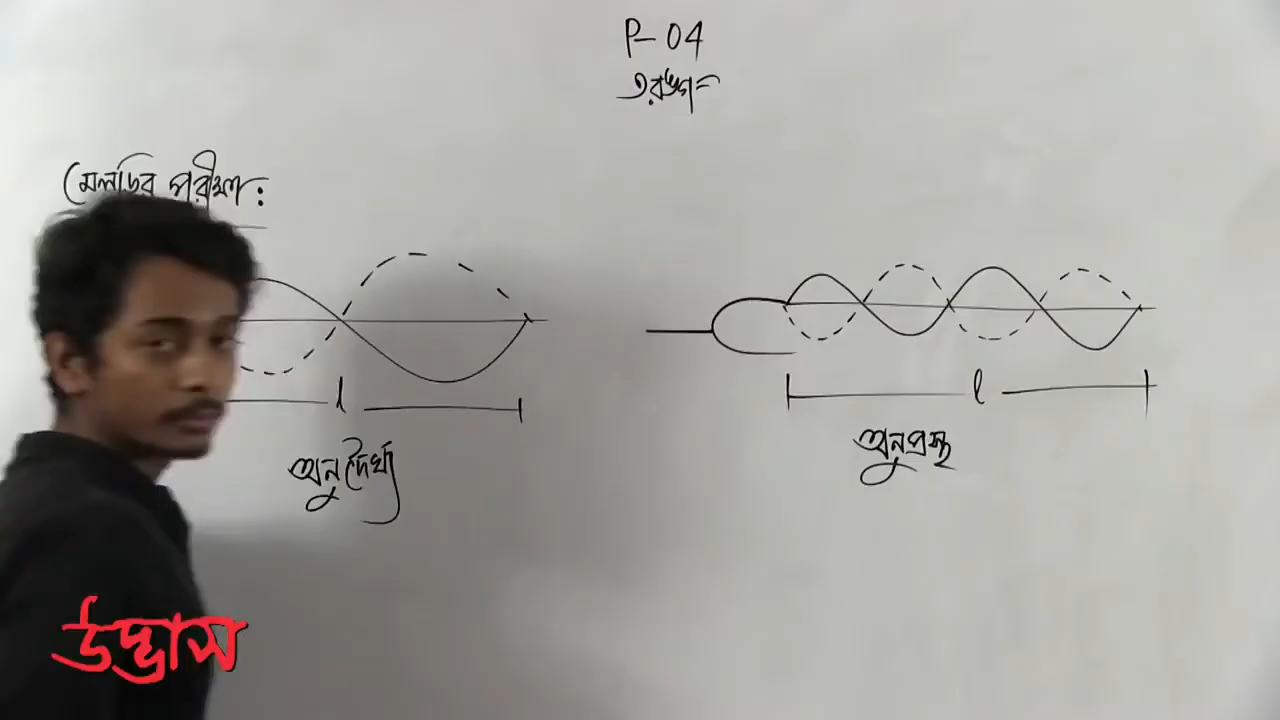 P-04
তরঙ্গ
মেলডির পরীক্ষা:
l
l
অনুদৈর্ঘ্য
অনুপ্রস্থ
উদ্ভাস